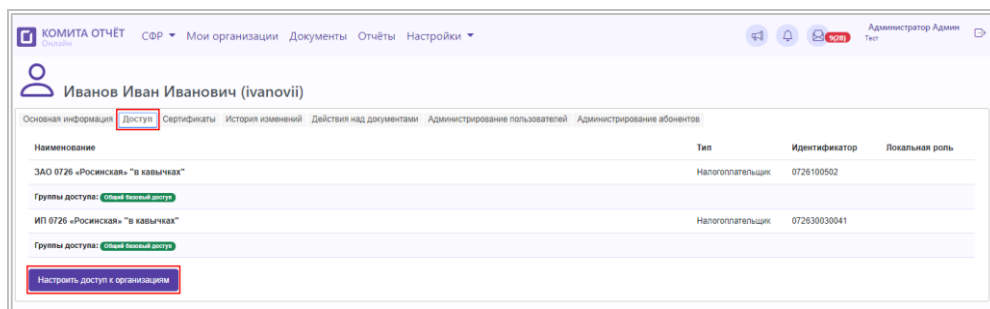 КОМИТА ОТЧЁТ СФР Мои организации Документы Отчёты Настройки 9(28) Администратор Админ
Онлайн Тест
Иванов Иван Иванович (ivanovii)
Основная информация Доступ Сертификаты История изменений Действия над документами Администрирование пользователей Администрирование абонентов
Наименование Тип Идентификатор Локальная роль
ЗАО 0726 «Росинская» "в кавычках" Налогоплательщик 0726100502
Группы доступа: Общий базовый доступ
ИП 0726 «Росинская» "в кавычках" Налогоплательщик 072630030041
Группы доступа: Общий базовый доступ
Настроить доступ к организациям